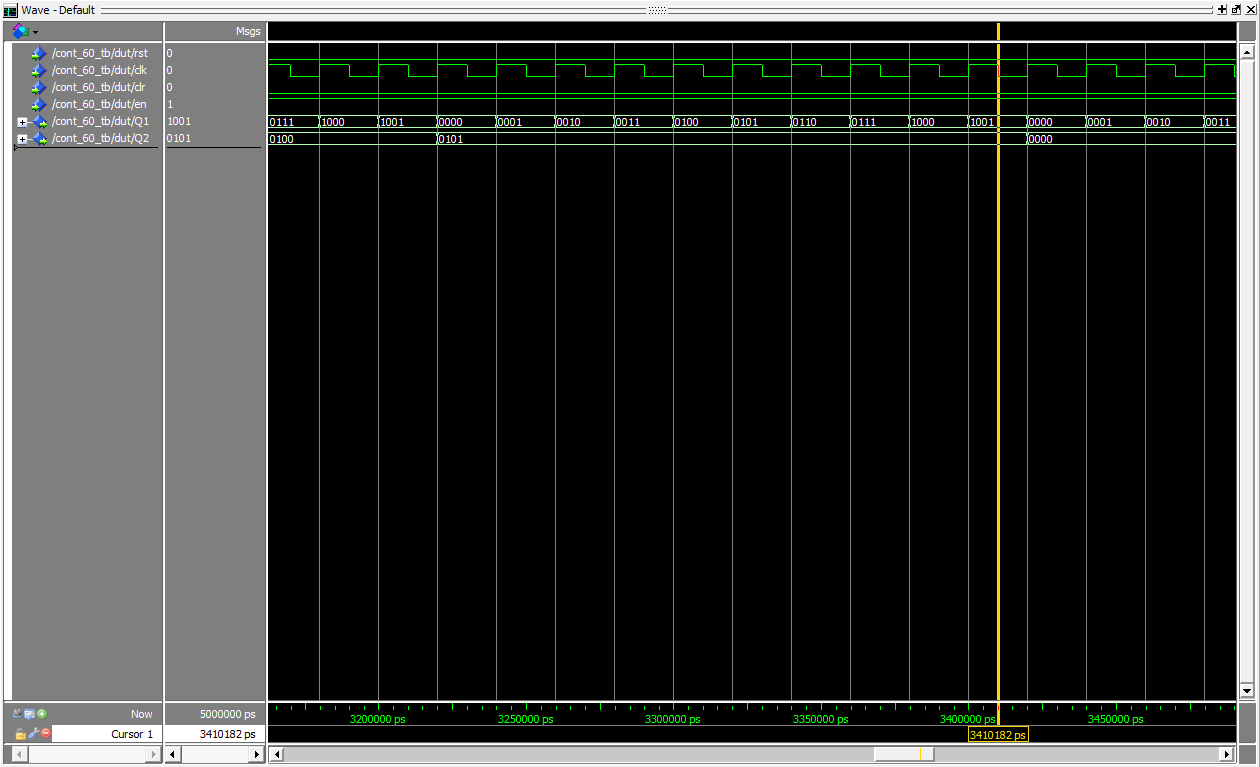 Wave - Default
Msgs
/cont_60_tb/dut/rst 0
/cont_60_tb/dut/clk 0
/cont_60_tb/dut/clr 0
/cont_60_tb/dut/en 1
/cont_60_tb/dut/Q1 1001 0111 1000 1001 0000 0001 0010 0011 0100 0101 0110 0111 1000 1001 0000 0001 0010 0011
/cont_60_tb/dut/Q2 0101 0100 0101 0000
Now 5000000 ps 3200000 ps 3250000 ps 3300000 ps 3350000 ps 3400000 ps 3450000 ps
Cursor 1 3410182 ps 3410182 ps